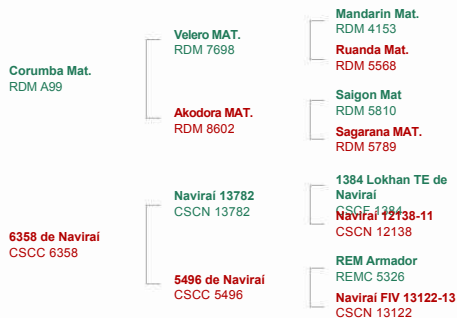 Mandarin Mat.
RDM 4153
Velero MAT.
RDM 7698
Ruanda Mat.
RDM 5568
Corumba Mat.
RDM A99
Saigon Mat
RDM 5810
Akodora MAT.
RDM 8602
Sagarana MAT.
RDM 5789
1384 Lokhan TE de
Naviraí
CSCF 1384
Naviraí 13782
CSCN 13782
Naviraí 12138-11
CSCN 12138
6358 de Naviraí
CSCC 6358
REM Armador
REMC 5326
5496 de Naviraí
CSCC 5496
Naviraí FIV 13122-13
CSCN 13122